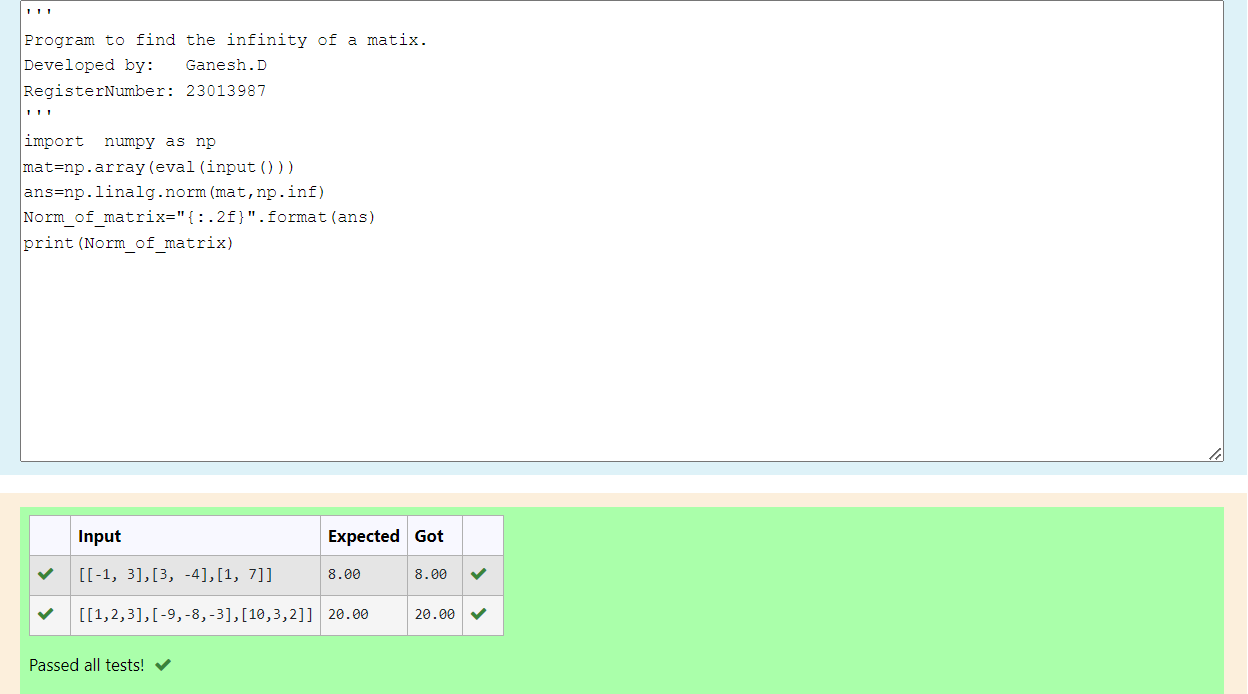 '''
Program to find the infinity of a matix.
Developed by:   Ganesh.D
RegisterNumber: 23013987
'''
import  numpy as np
mat=np.array(eval(input()))
ans=np.linalg.norm(mat,np.inf)
Norm_of_matrix="{:.2f}".format(ans)
print(Norm_of_matrix)
Input Expected Got
[[-1, 3],[3, -4],[1, 7]] 8.00 8.00
[[1,2,3],[-9,-8,-3],[10,3,2]] 20.00 20.00
Passed all tests!